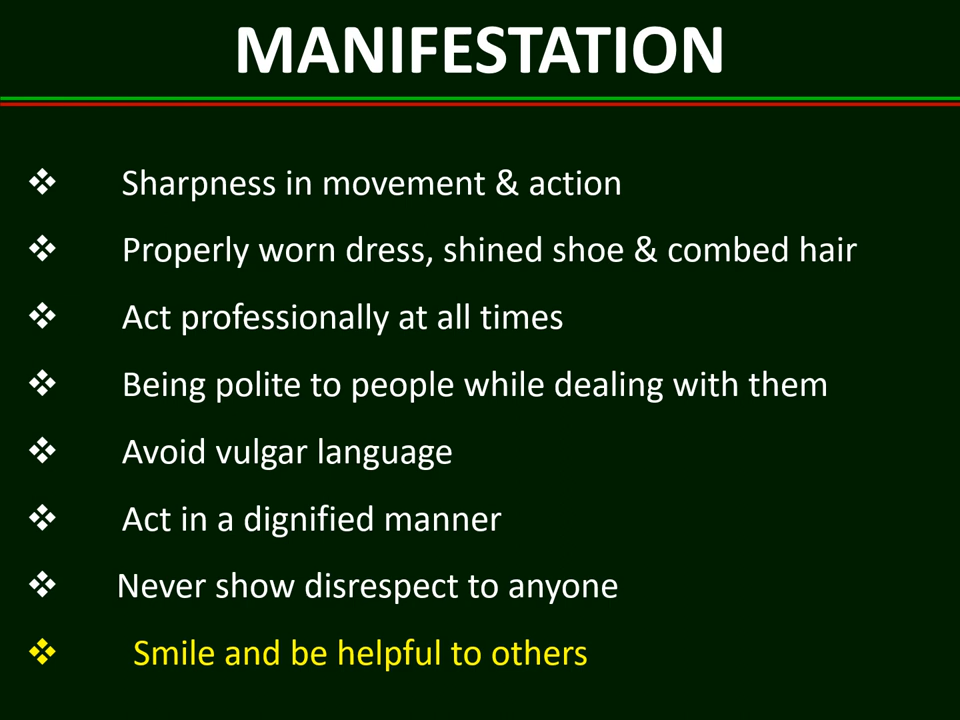 MANIFESTATION
❖ Sharpness in movement & action
❖ Properly worn dress, shined shoe & combed hair
❖ Act professionally at all times
❖ Being polite to people while dealing with them
❖ Avoid vulgar language
❖ Act in a dignified manner
❖ Never show disrespect to anyone
❖ Smile and be helpful to others